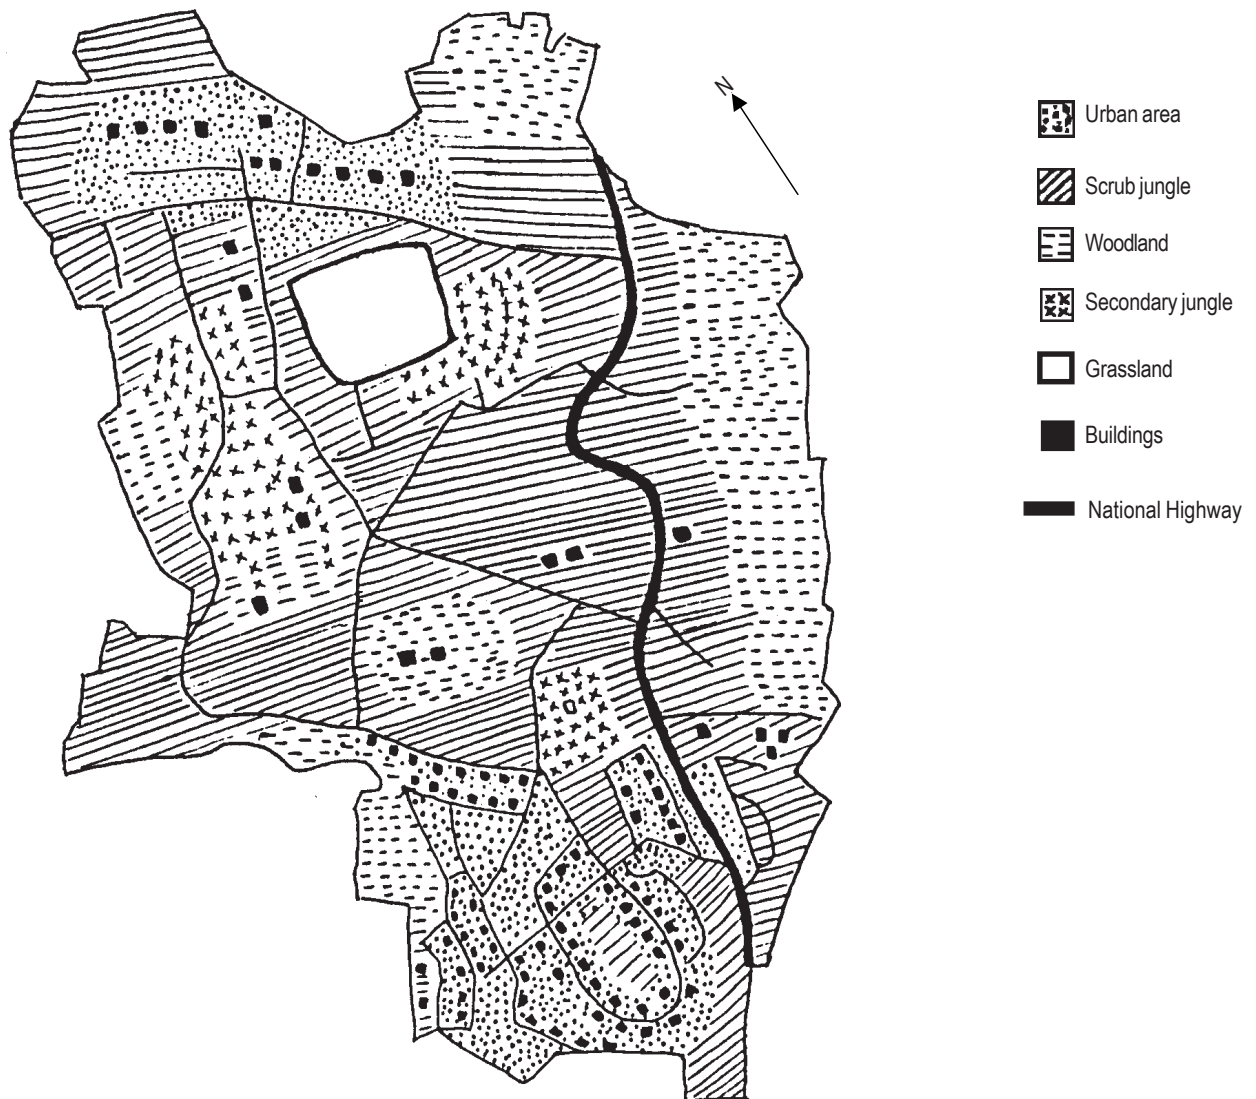 N
Urban area
Scrub jungle
Woodland
Secondary jungle
Grassland
Buildings
National Highway